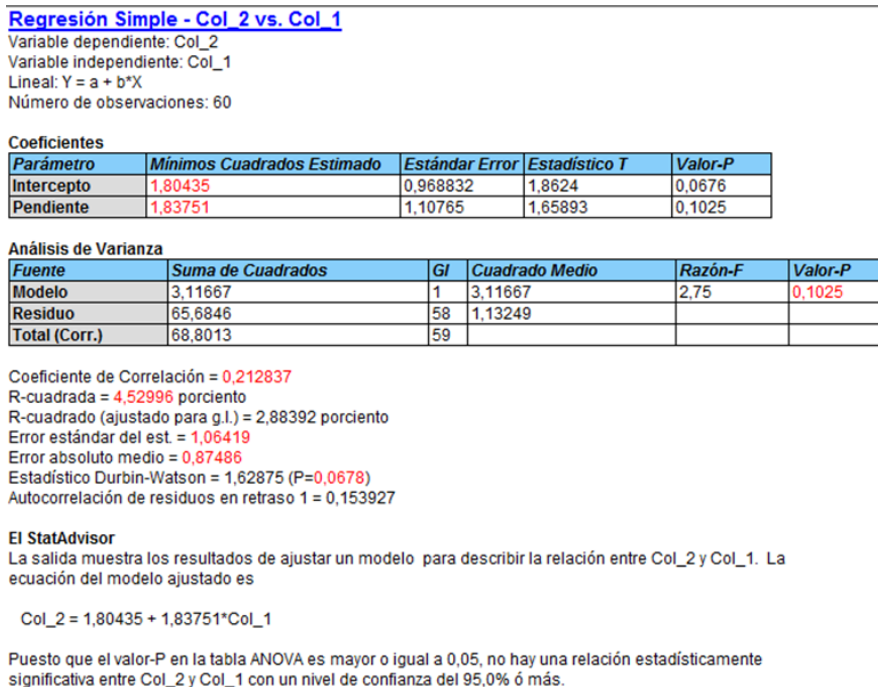 Regresión Simple - Col_2 vs. Col_1
Variable dependiente: Col_2
Variable independiente: Col_1
Lineal: Y = a + b*X
Número de observaciones: 60
Coeficientes
Parámetro Mínimos Cuadrados Estimado Estándar Error Estadístico T Valor-P
Intercepto 1,80435 0,968832 1,8624 0,0676
Pendiente 1,83751 1,10765 1,65893 0,1025
Análisis de Varianza
Fuente Suma de Cuadrados Gl Cuadrado Medio Razón-F Valor-P
Modelo 3,11667 1 3,11667 2,75 0,1025
Residuo 65,6846 58 1,13249
Total (Corr.) 68,8013 59
Coeficiente de Correlación = 0,212837
R-cuadrada = 4,52996 porciento
R-cuadrado (ajustado para g.l.) = 2,88392 porciento
Error estándar del est. = 1,06419
Error absoluto medio = 0,87486
Estadístico Durbin-Watson = 1,62875 (P=0,0678)
Autocorrelación de residuos en retraso 1 = 0,153927
El StatAdvisor
La salida muestra los resultados de ajustar un modelo para describir la relación entre Col_2 y Col_1. La
ecuación del modelo ajustado es
Col_2 = 1,80435 + 1,83751*Col_1
Puesto que el valor-P en la tabla ANOVA es mayor o igual a 0,05, no hay una relación estadísticamente
significativa entre Col_2 y Col_1 con un nivel de confianza del 95,0% ó más.